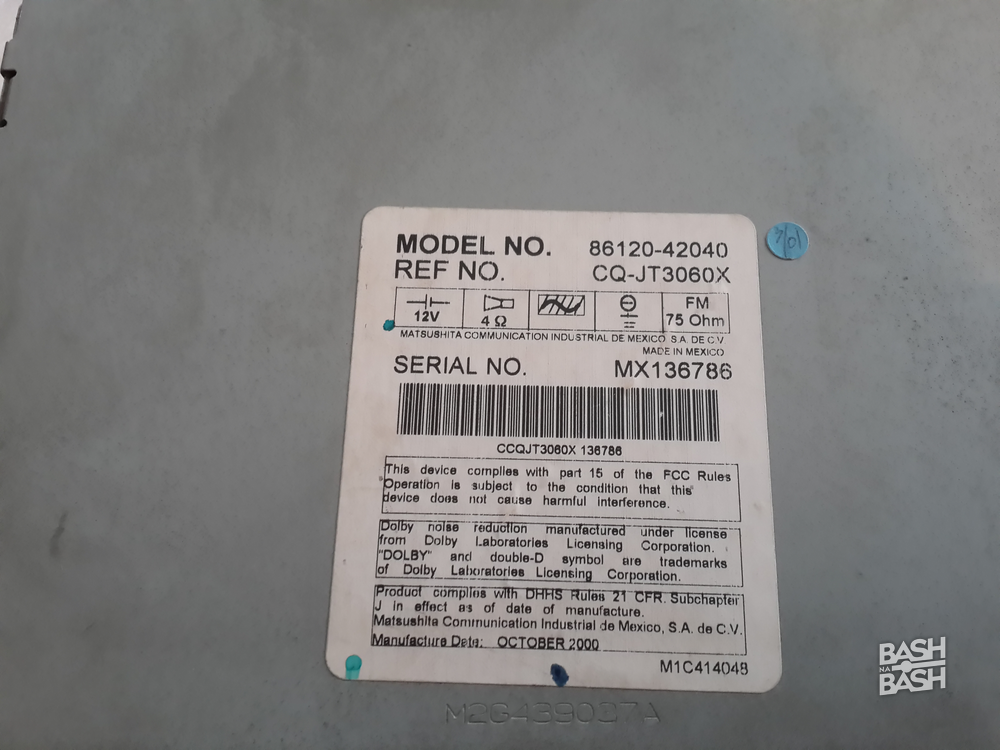 MODEL NO. 86120-42040
REF NO. CQ-JT3060X
12V
4 Ω
FM
75 Ohm
MATSUSHITA COMMUNICATION INDUSTRIAL DE MEXICO S.A. DE C.V
MADE IN MEXICO
SERIAL NO. MX136786
CCQJT3060X 136786
This device complies with part 15 of the FCC Rules
Operation is subject to the condition that this
device does not cause harmful interference.
Dolby noise reduction manufactured under license
from Dolby Laboratories Licensing Corporation.
"DOLBY" and double-D symbol are trademarks
of Dolby Laboratories Licensing Corporation.
Product complies with DHHS Rules 21 CFR. Subchapter
J in effect as of date of manufacture.
Matsushita Communication Industrial de Mexico, S.A. de C.V.
Manufacture Date: OCTOBER 2000
M1C414048
M2G439027A
BASH
NA
BASH